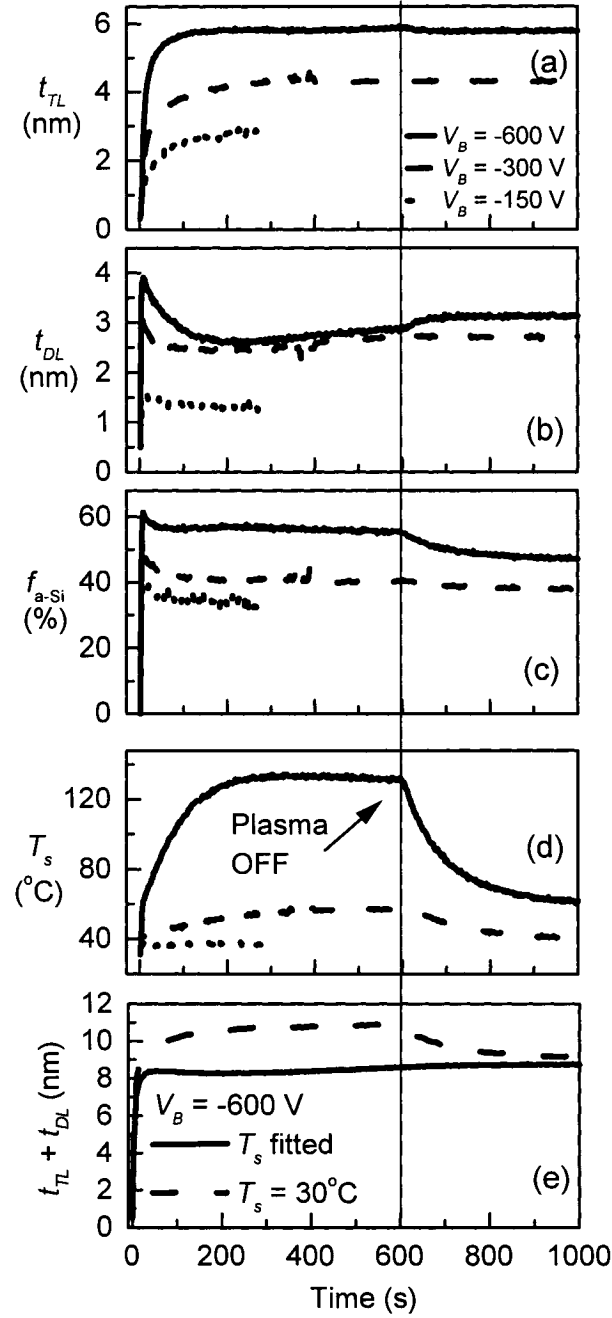 6
4
2
0
t_TL
(nm)
(a)
V_B = -600 V
V_B = -300 V
V_B = -150 V
4
3
2
1
0
t_DL
(nm)
(b)
60
40
20
0
f_a-Si
(%)
(c)
120
80
40
T_s
(°C)
Plasma
OFF
(d)
12
10
8
6
4
2
0
t_TL + t_DL (nm)
V_B = -600 V
T_s fitted
T_s = 30°C
(e)
0 200 400 600 800 1000
Time (s)